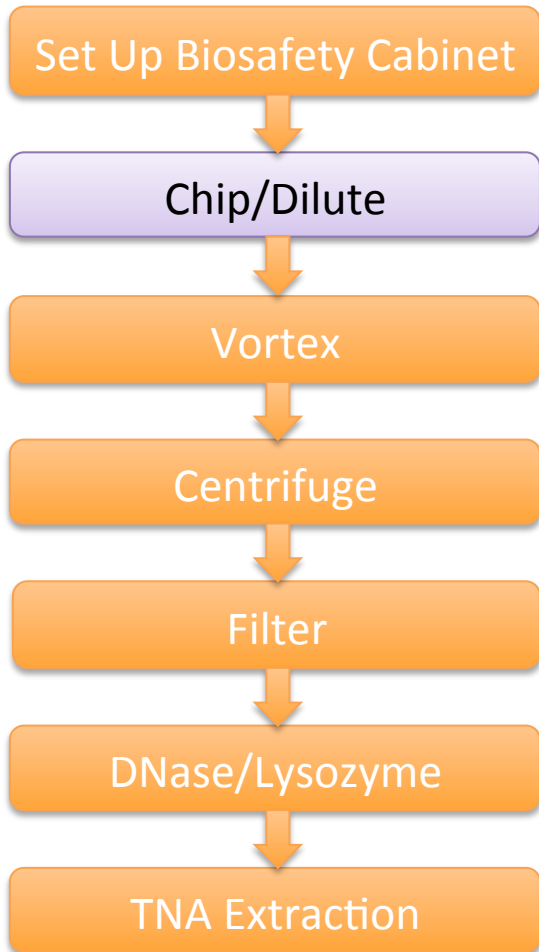 Set Up Biosafety Cabinet
Chip/Dilute
Vortex
Centrifuge
Filter
DNase/Lysozyme
TNA Extraction